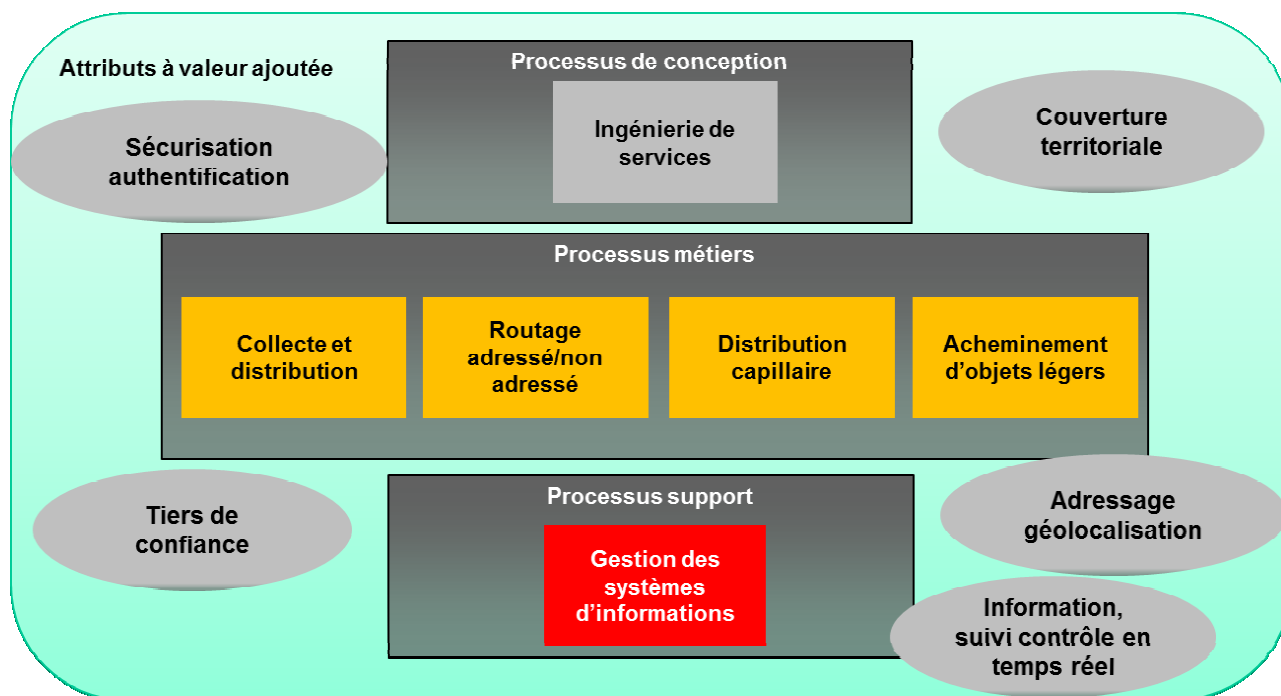 Attributs à valeur ajoutée
Sécurisation
authentification
Processus de conception
Ingénierie de
services
Couverture
territoriale
Processus métiers
Collecte et
distribution
Routage
adressé/non
adressé
Distribution
capillaire
Acheminement
d'objets légers
Tiers de
confiance
Processus support
Gestion des
systèmes
d'informations
Adressage
géolocalisation
Information,
suivi contrôle en
temps réel